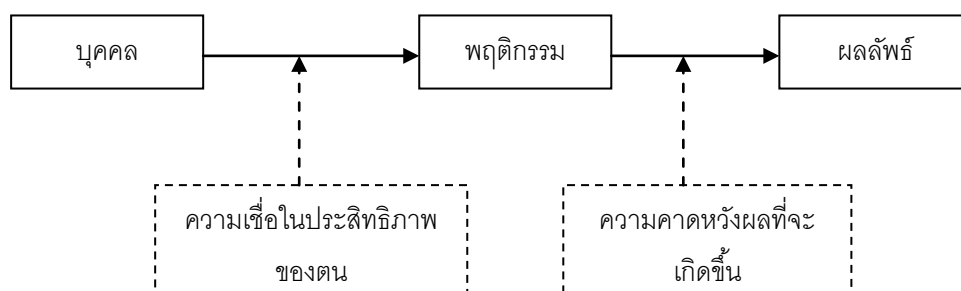 บุคคล
พฤติกรรม
ผลลัพธ์
ความเชื่อในประสิทธิภาพ
ของตน
ความคาดหวังผลที่จะ
เกิดขึ้น